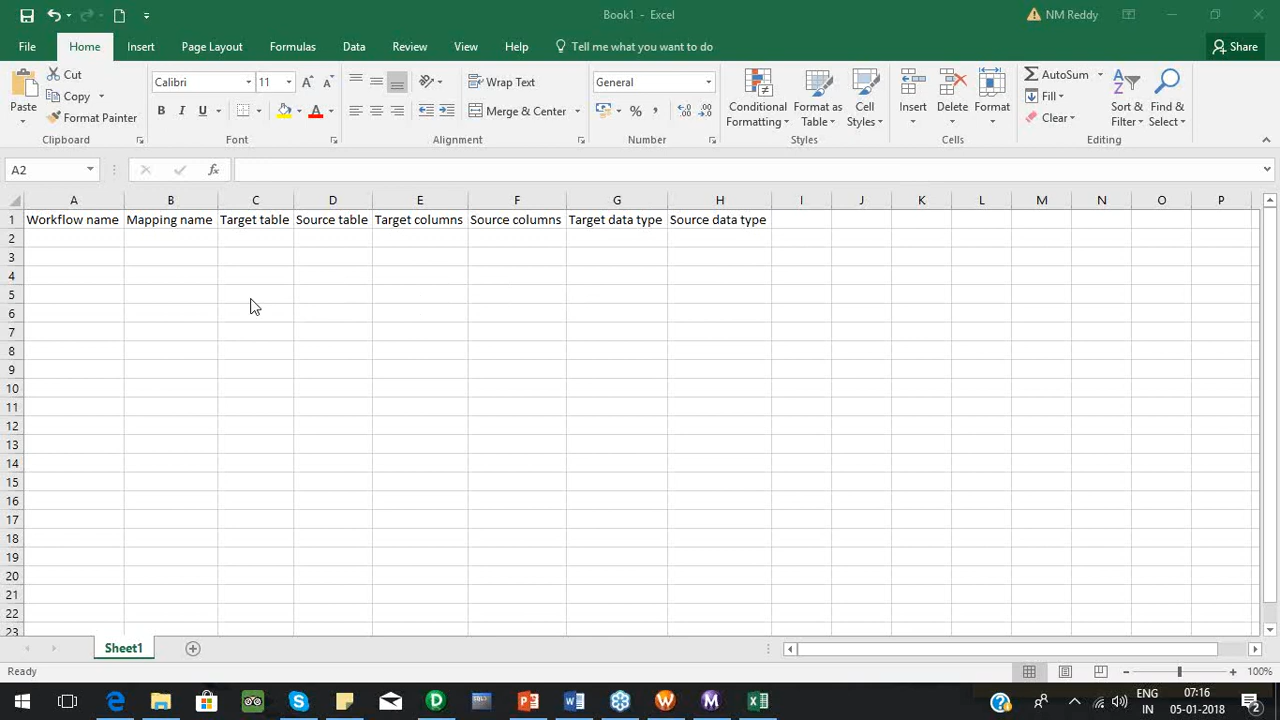 Book1 - Excel
NM Reddy
File Home Insert Page Layout Formulas Data Review View Help Tell me what you want to do Share
Paste
Cut
Copy
Format Painter
Clipboard
Calibri 11
B I U
Font
Wrap Text
Merge & Center
Alignment
General
%
Number
Conditional Formatting
Format as Table
Cell Styles
Styles
Insert Delete Format
Cells
AutoSum
Fill
Clear
Sort & Filter
Find & Select
Editing
A2 fx
A B C D E F G H I J K L M N O P
1 Workflow name Mapping name Target table Source table Target columns Source columns Target data type Source data type
2
3
4
5
6
7
8
9
10
11
12
13
14
15
16
17
18
19
20
21
22
23
Sheet1
Ready 100%
ENG 07:16
IN 05-01-2018 2